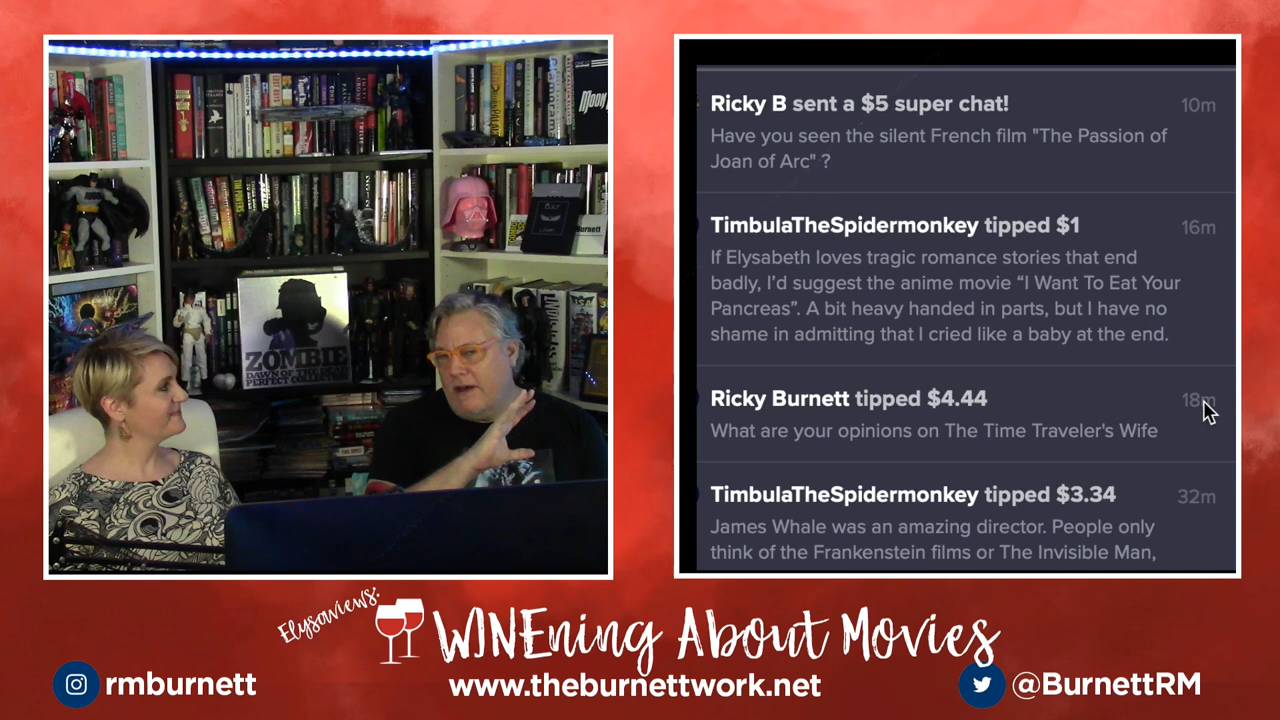 MOON
Burnett
ZOMBIE
DAWN OF THE DEAD
PERFECT COLLECTION
Ricky B sent a $5 super chat!
10m
Have you seen the silent French film "The Passion of
Joan of Arc" ?
TimbulaTheSpidermonkey tipped $1
16m
If Elysabeth loves tragic romance stories that end
badly, I'd suggest the anime movie “I Want To Eat Your
Pancreas”. A bit heavy handed in parts, but I have no
shame in admitting that I cried like a baby at the end.
Ricky Burnett tipped $4.44
18m
What are your opinions on The Time Traveler's Wife
TimbulaTheSpidermonkey tipped $3.34
32m
James Whale was an amazing director. People only
think of the Frankenstein films or The Invisible Man,
Elysaviews:
WINEning About Movies
rmburnett
www.theburnettwork.net
@BurnettRM